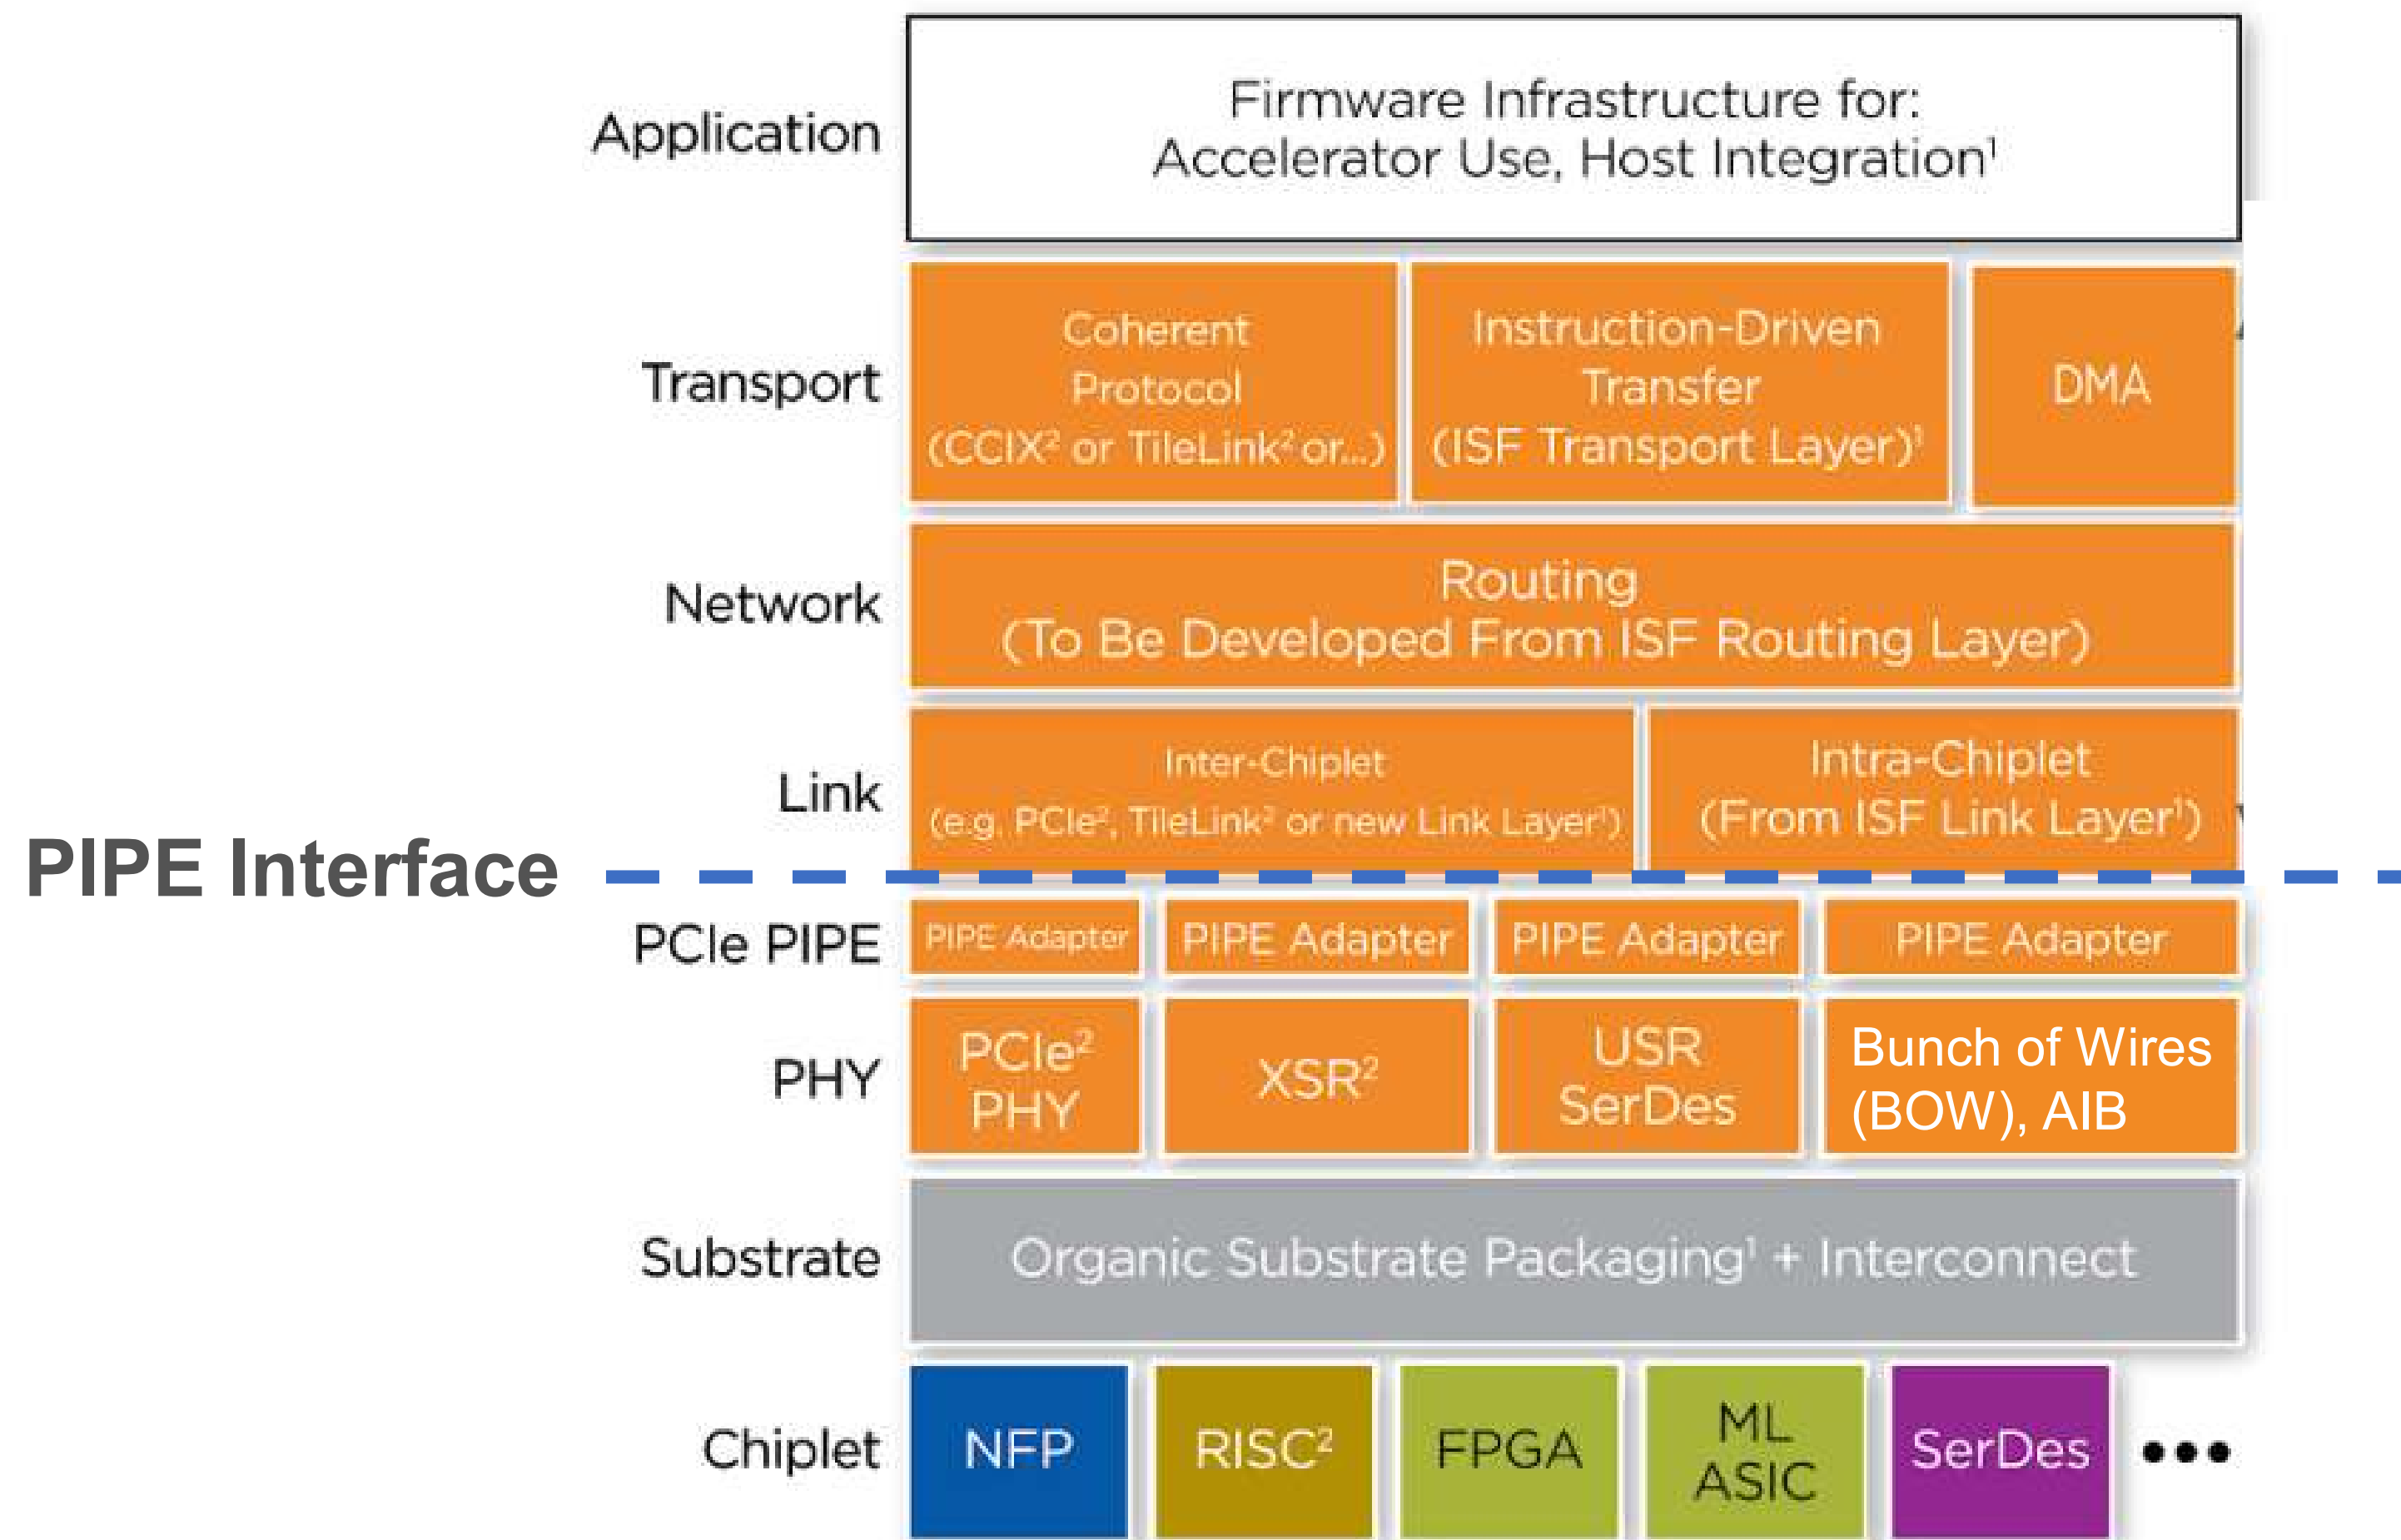 Application
Firmware Infrastructure for:
Accelerator Use, Host Integration¹
Transport
Coherent
Protocol
(CCIX² or TileLink² or...)
Instruction-Driven
Transfer
(ISF Transport Layer)¹
DMA
Network
Routing
(To Be Developed From ISF Routing Layer)
Link
Inter-Chiplet
(e.g. PCIe², TileLink² or new Link Layer¹)
Intra-Chiplet
(From ISF Link Layer¹)
PIPE Interface
PCIe PIPE
PIPE Adapter
PIPE Adapter
PIPE Adapter
PIPE Adapter
PHY
PCIe²
PHY
XSR²
USR
SerDes
Bunch of Wires
(BOW), AIB
Substrate
Organic Substrate Packaging¹ + Interconnect
Chiplet
NFP
RISC²
FPGA
ML
ASIC
SerDes
•••